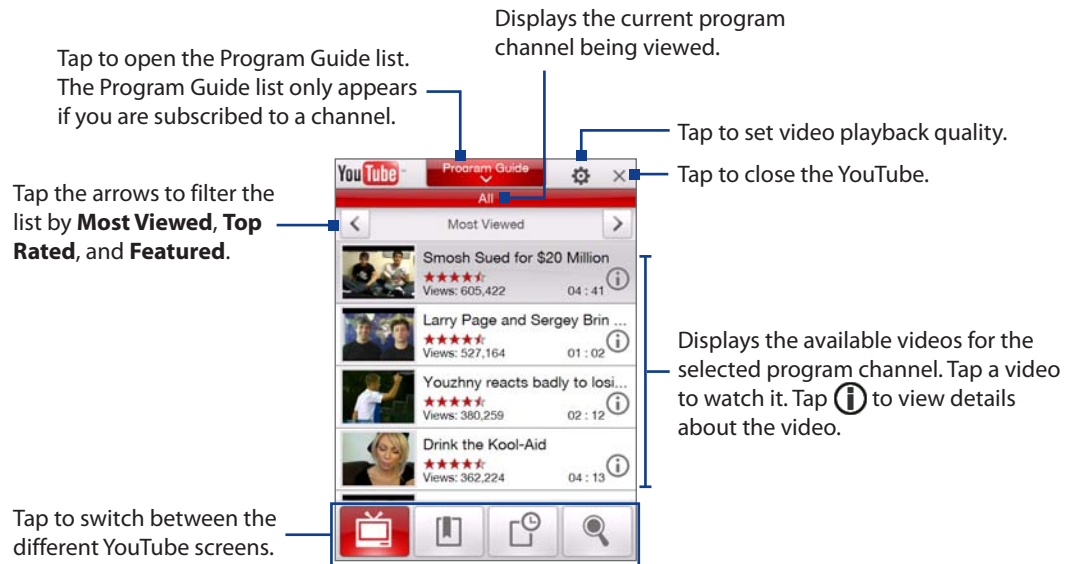 Displays the current program
channel being viewed.
Tap to open the Program Guide list.
The Program Guide list only appears
if you are subscribed to a channel.
Tap to set video playback quality.
Tap to close the YouTube.
Tap the arrows to filter the
list by Most Viewed, Top
Rated, and Featured.
YouTube
Program Guide
All
Most Viewed
Smosh Sued for $20 Million
Views: 605,422 04 : 41
Larry Page and Sergey Brin ...
Views: 527,164 01 : 02
Youzhny reacts badly to losi...
Views: 380,259 02 : 12
Drink the Kool-Aid
Views: 362,224 04 : 13
Displays the available videos for the
selected program channel. Tap a video
to watch it. Tap i to view details
about the video.
Tap to switch between the
different YouTube screens.